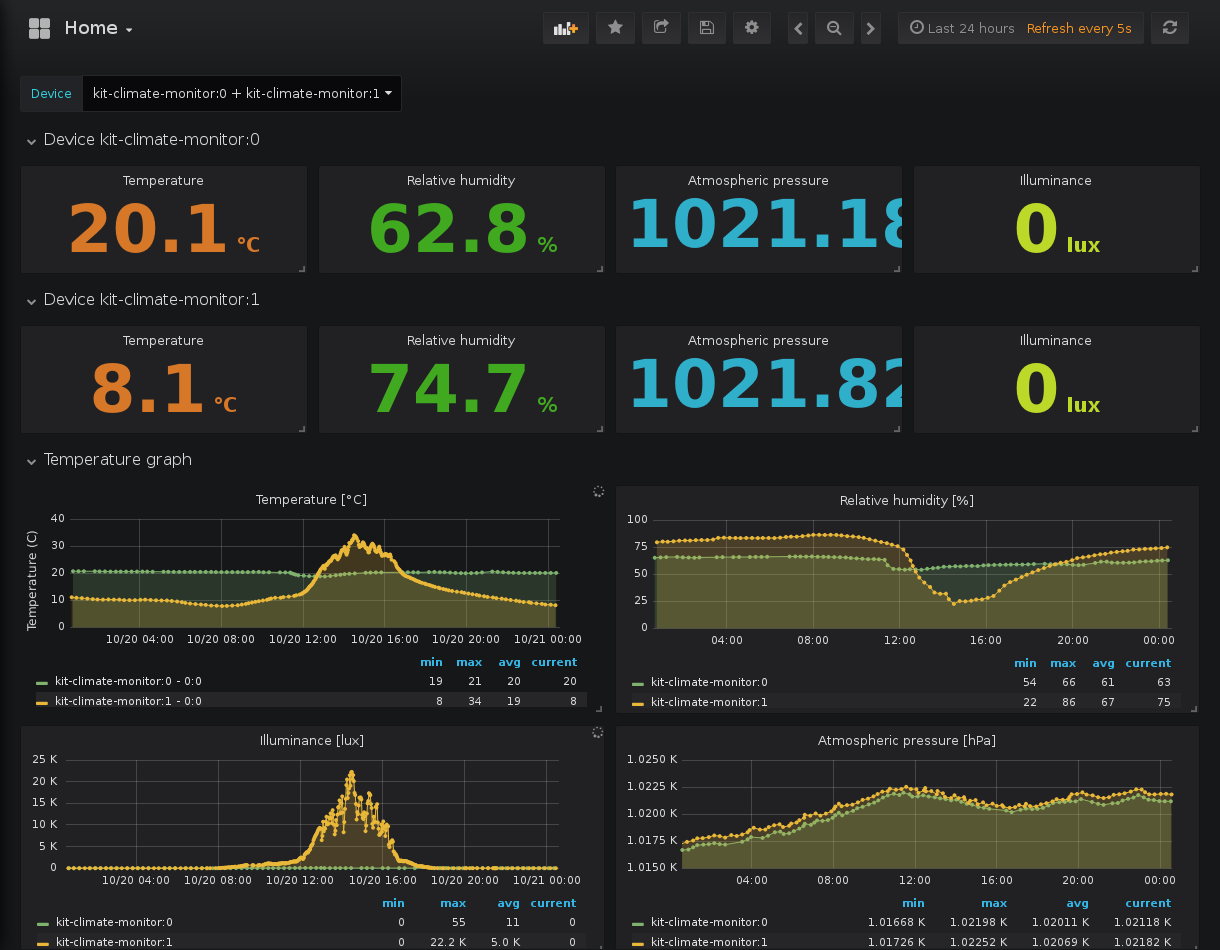 Home
Last 24 hours Refresh every 5s
Device kit-climate-monitor:0 + kit-climate-monitor:1
Device kit-climate-monitor:0
Temperature Relative humidity Atmospheric pressure Illuminance
20.1 °C 62.8 % 1021.18 0 lux
Device kit-climate-monitor:1
Temperature Relative humidity Atmospheric pressure Illuminance
8.1 °C 74.7 % 1021.82 0 lux
Temperature graph
Temperature [°C]
Temperature (C)
40
30
20
10
0
10/20 04:00 10/20 08:00 10/20 12:00 10/20 16:00 10/20 20:00 10/21 00:00
min max avg current
kit-climate-monitor:0 - 0:0 19 21 20 20
kit-climate-monitor:1 - 0:0 8 34 19 8
Relative humidity [%]
100
75
50
25
0
04:00 08:00 12:00 16:00 20:00 00:00
min max avg current
kit-climate-monitor:0 54 66 61 63
kit-climate-monitor:1 22 86 67 75
Illuminance [lux]
25 K
20 K
15 K
10 K
5 K
0
10/20 04:00 10/20 08:00 10/20 12:00 10/20 16:00 10/20 20:00 10/21 00:00
min max avg current
kit-climate-monitor:0 0 55 11 0
kit-climate-monitor:1 0 22.2 K 5.0 K 0
Atmospheric pressure [hPa]
1.0250 K
1.0225 K
1.0200 K
1.0175 K
1.0150 K
04:00 08:00 12:00 16:00 20:00 00:00
min max avg current
kit-climate-monitor:0 1.01668 K 1.02198 K 1.02011 K 1.02118 K
kit-climate-monitor:1 1.01726 K 1.02252 K 1.02069 K 1.02182 K